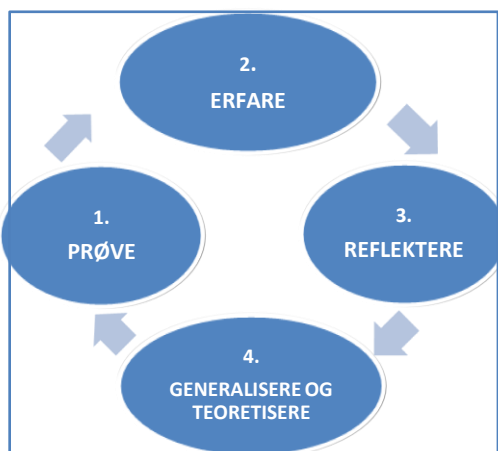 2.
ERFARE
1.
PRØVE
3.
REFLEKTERE
4.
GENERALISERE OG
TEORETISERE